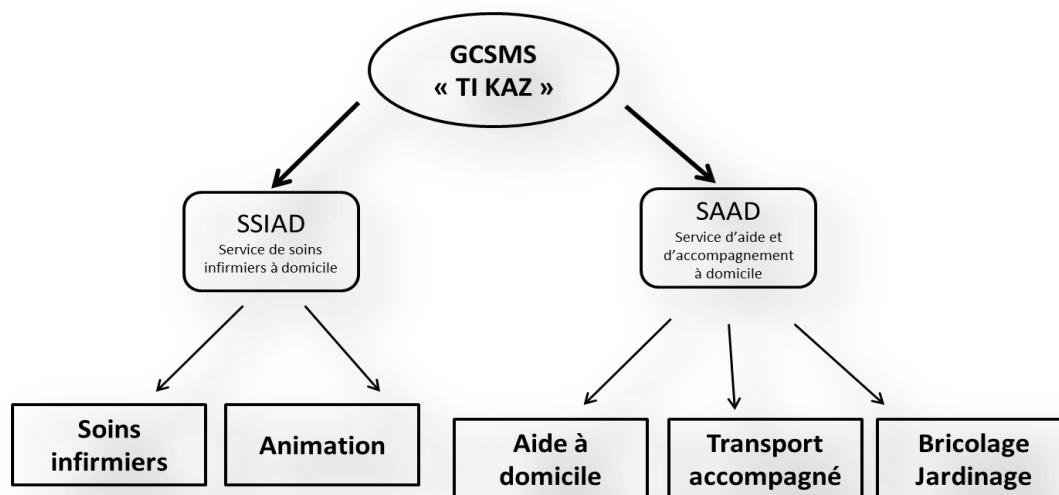 GCSMS
« TI KAZ »
SSIAD
Service de soins
infirmiers à domicile
SAAD
Service d'aide et
d'accompagnement
à domicile
Soins
infirmiers
Animation
Aide à
domicile
Transport
accompagné
Bricolage
Jardinage